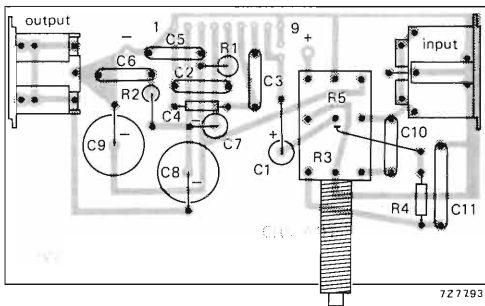 output
–
1
9
input
+
C5
R1
C6
C2
C3
R2
R5
C4
–
C7
+
C10
C9
–
C1
C8
–
R3
R4
C11
7Z7793